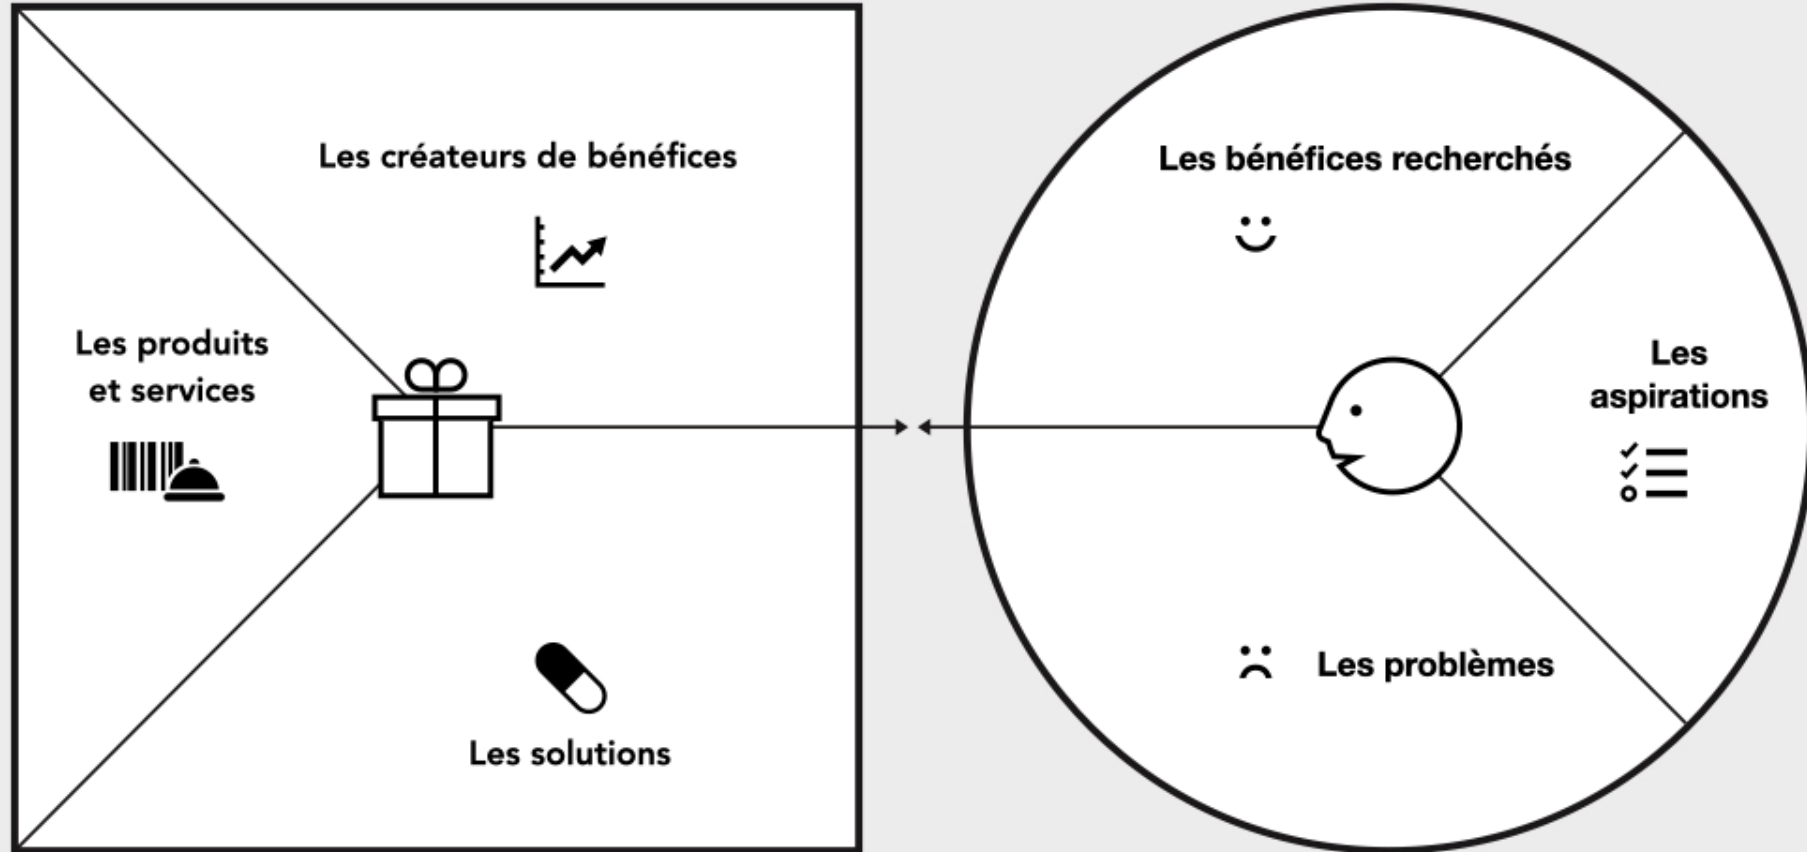 Les créateurs de bénéfices
Les produits
et services
Les solutions
Les bénéfices recherchés
Les
aspirations
Les problèmes